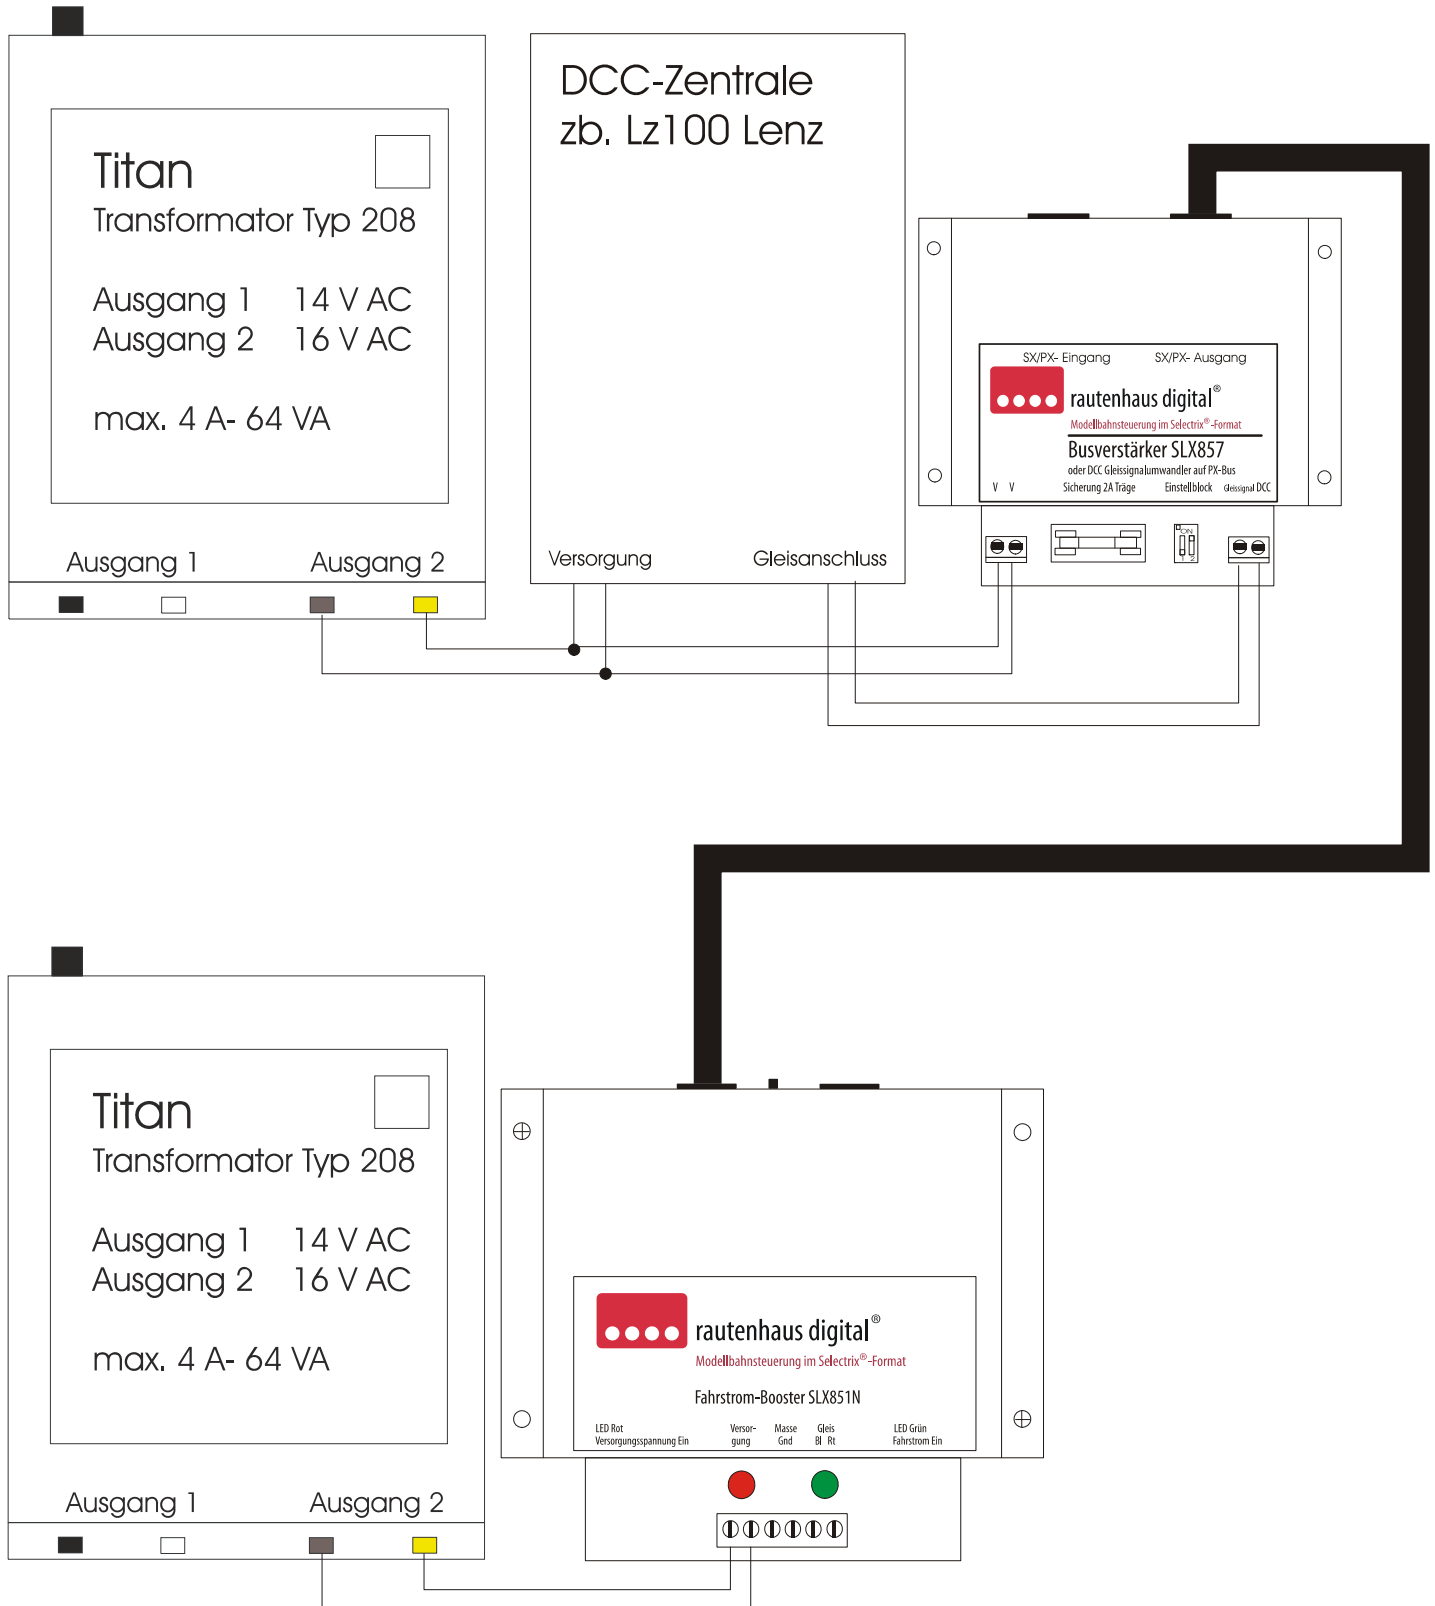 Titan
Transformator Typ 208
Ausgang 1 14 V AC
Ausgang 2 16 V AC
max. 4 A- 64 VA
Ausgang 1 Ausgang 2
DCC-Zentrale
zb. Lz100 Lenz
Versorgung Gleisanschluss
SX/PX- Eingang SX/PX- Ausgang
rautenhaus digital®
Modellbahnsteuerung im Selectrix®-Format
Busverstärker SLX857
oder DCC Gleissignalumwandler auf PX-Bus
V V Sicherung 2A Träge Einstellblock Gleissignal DCC
ON
1 2
Titan
Transformator Typ 208
Ausgang 1 14 V AC
Ausgang 2 16 V AC
max. 4 A- 64 VA
Ausgang 1 Ausgang 2
rautenhaus digital®
Modellbahnsteuerung im Selectrix®-Format
Fahrstrom-Booster SLX851N
LED Rot Versor- Masse Gleis LED Grün
Versorgungsspannung Ein gung Gnd Bl Rt Fahrstrom Ein